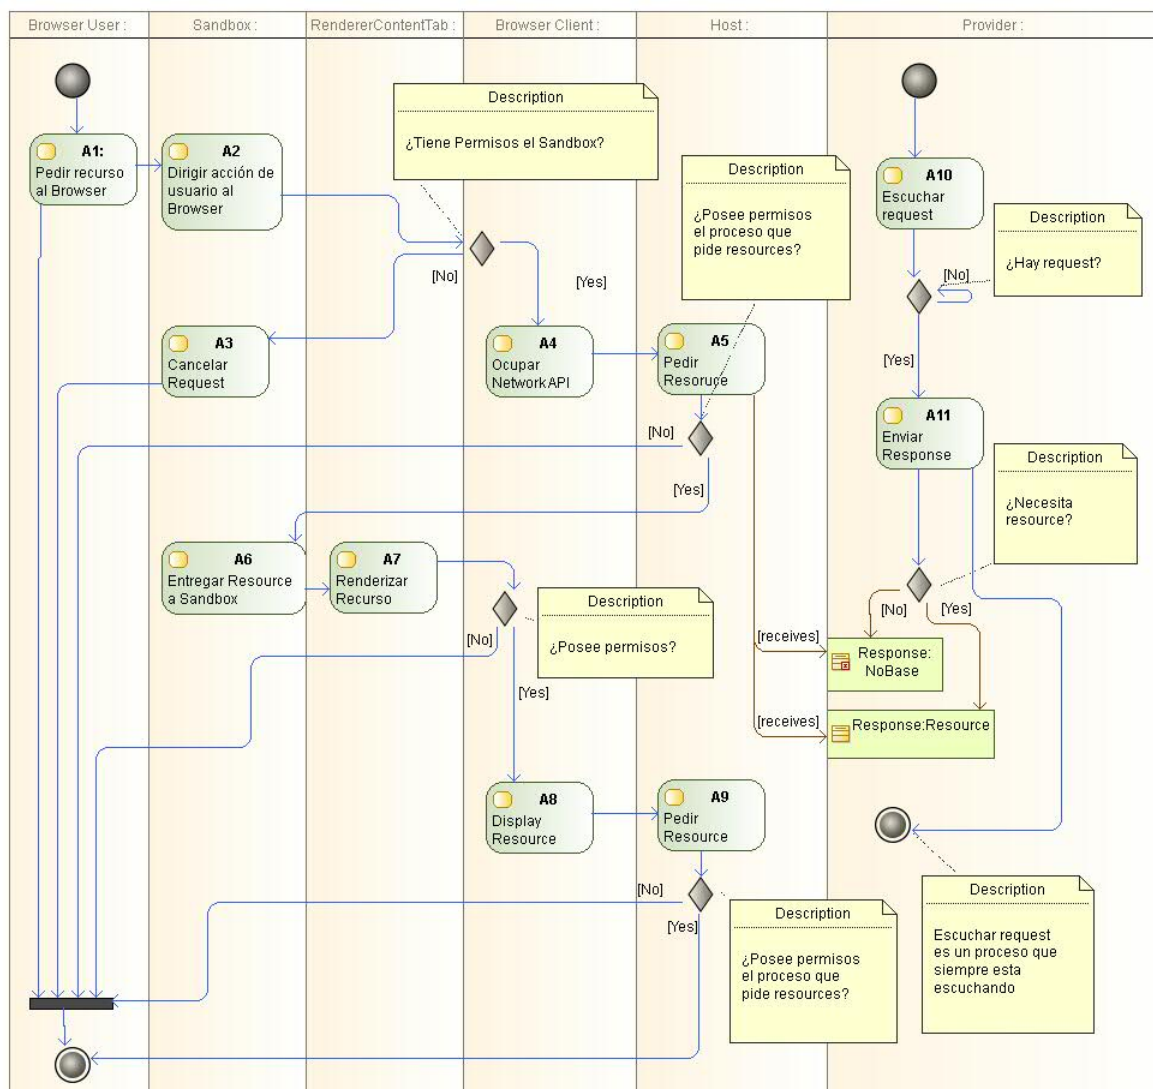 Browser User :
Sandbox :
RendererContentTab :
Browser Client :
Host :
Provider :
Description
¿Tiene Permisos el Sandbox?
A1:
Pedir recurso
al Browser
A2
Dirigir acción de
usuario al
Browser
Description
¿Posee permisos
el proceso que
pide resources?
A10
Escuchar
request
Description
¿Hay request?
[No]
[Yes]
[No]
A3
Cancelar
Request
A4
Ocupar
Network API
A5
Pedir
Resoruce
[Yes]
A11
Enviar
Response
[No]
[Yes]
Description
¿Necesita
resource?
A6
Entregar Resource
a Sandbox
A7
Renderizar
Recurso
Description
¿Posee permisos?
[No]
[Yes]
[No]
[Yes]
[receives]
Response:
NoBase
[receives]
Response:Resource
A8
Display
Resource
A9
Pedir
Resource
[No]
[Yes]
Description
¿Posee permisos
el proceso que
pide resources?
Description
Escuchar request
es un proceso que
siempre esta
escuchando